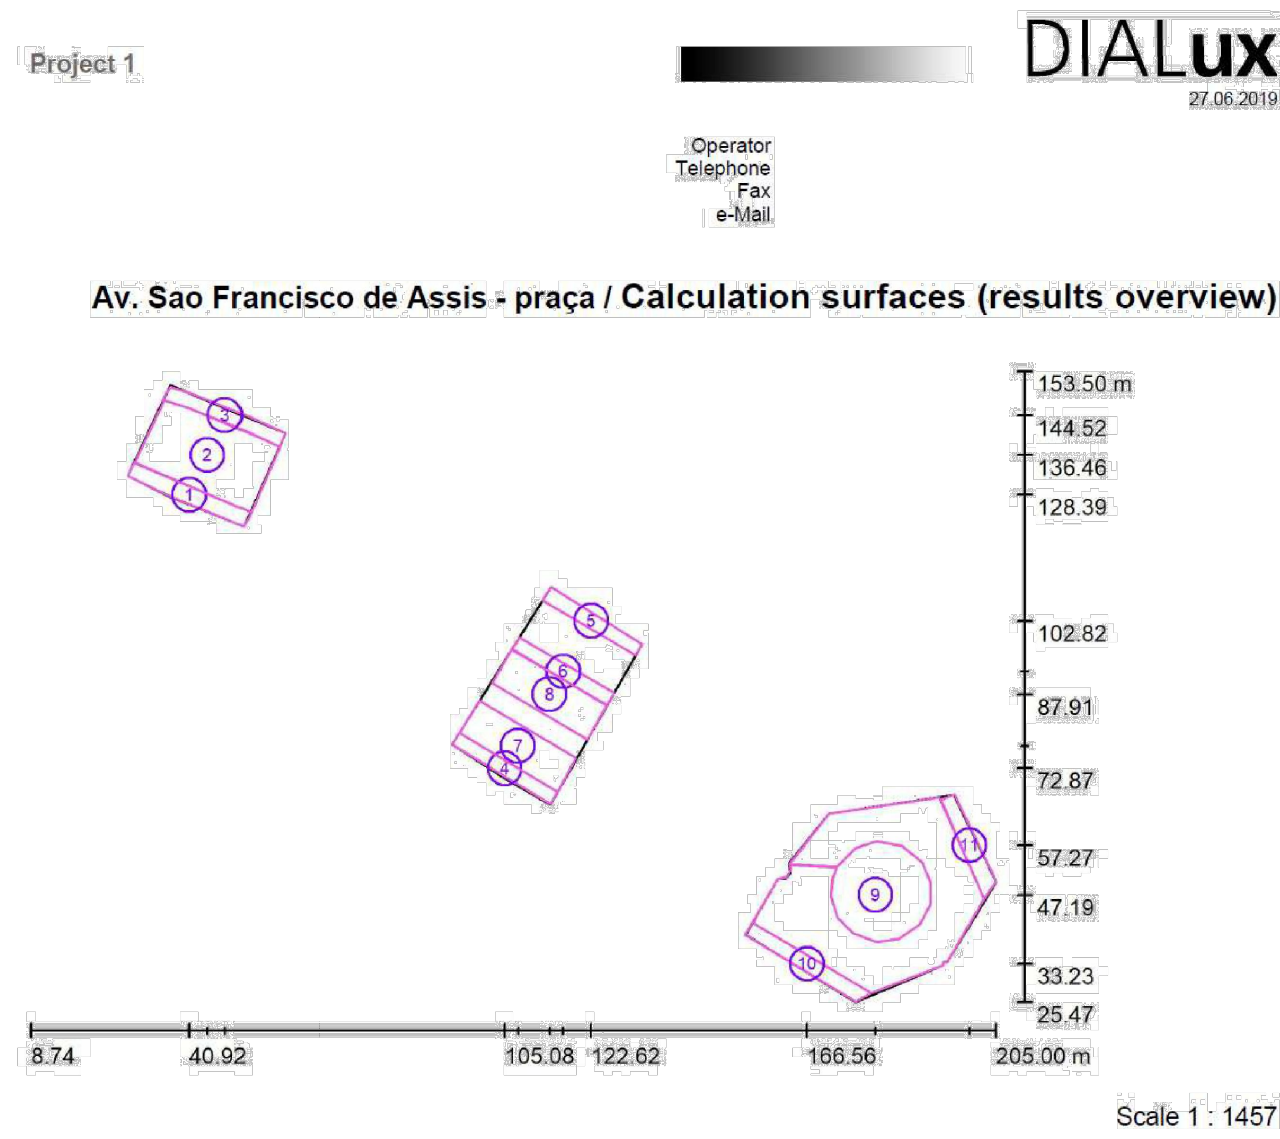 Project 1
DIALux
27.06.2019
Operator
Telephone
Fax
e-Mail
Av. Sao Francisco de Assis - praça / Calculation surfaces (results overview)
153.50 m
3
144.52
2
136.46
1
128.39
5
102.82
6
8
87.91
7
4
72.87
11
57.27
9
47.19
10
33.23
25.47
8.74
40.92
105.08
122.62
166.56
205.00 m
Scale 1 : 1457